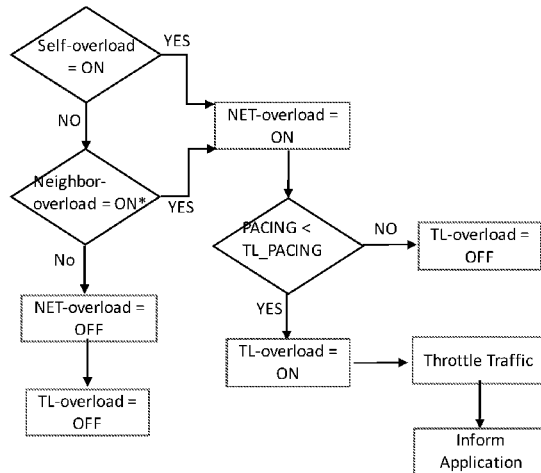 Self-overload
= ON
YES
NO
NET-overload =
ON
Neighbor-
overload = ON*
YES
No
PACING <
TL_PACING
NO
TL-overload =
OFF
YES
NET-overload =
OFF
TL-overload =
ON
Throttle Traffic
TL-overload =
OFF
Inform
Application